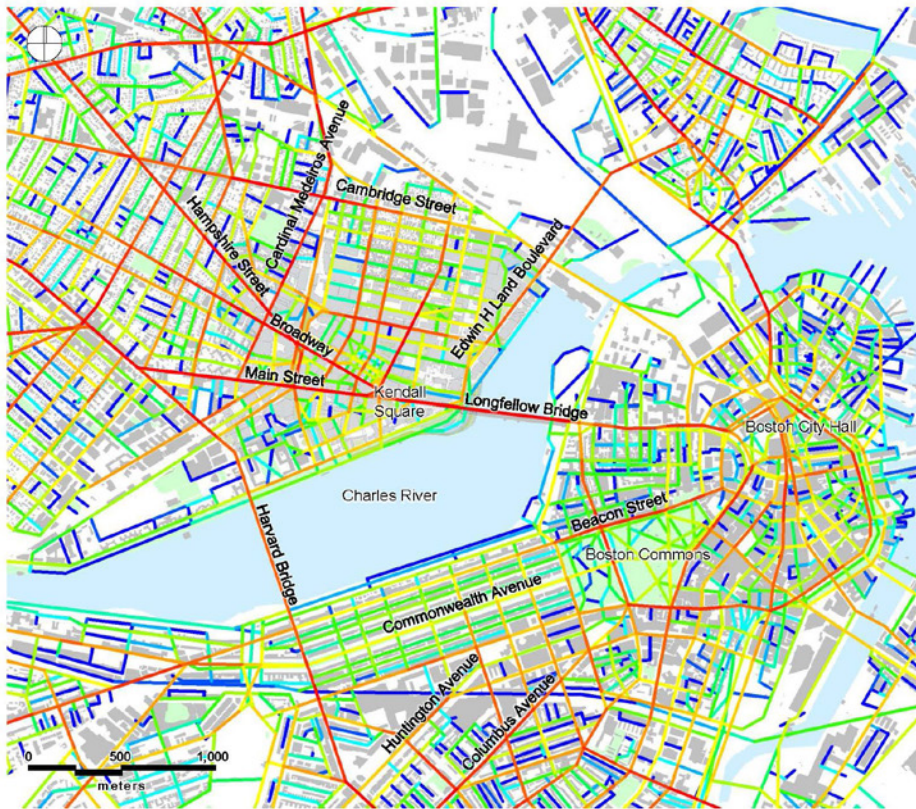 Cardinal Medeiros Avenue
Cambridge Street
Hampshire Street
Edwin H Land Boulevard
Broadway
Main Street
Kendall
Square
Longfellow Bridge
Boston City Hall
Charles River
Beacon Street
Harvard Bridge
Boston Commons
Commonwealth Avenue
Huntington Avenue
Columbus Avenue
0 500 1,000
meters